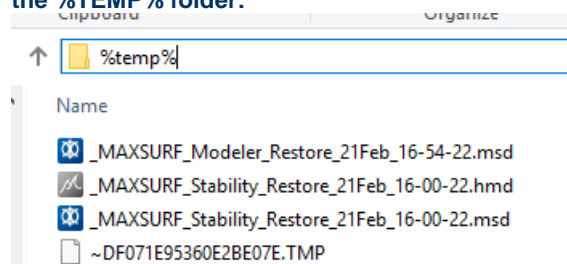 the %TEMP% folder:
Clipboard Organize
%temp%
Name
_MAXSURF_Modeler_Restore_21Feb_16-54-22.msd
_MAXSURF_Stability_Restore_21Feb_16-00-22.hmd
_MAXSURF_Stability_Restore_21Feb_16-00-22.msd
~DF071E95360E2BE07E.TMP